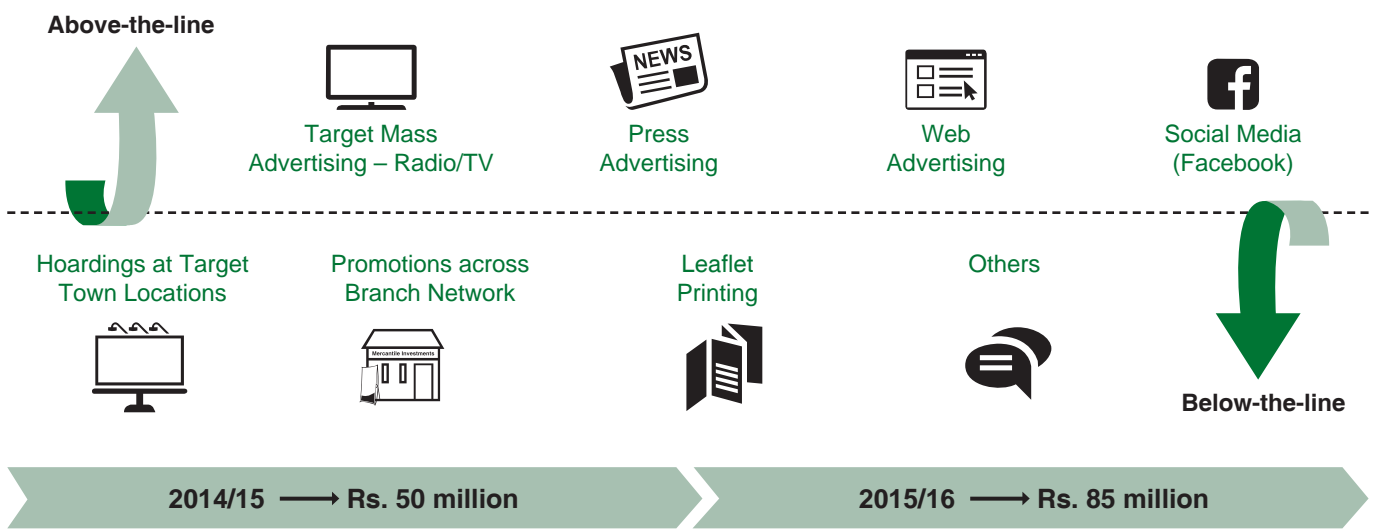 Above-the-line
NEWS
Target Mass
Advertising – Radio/TV
Press
Advertising
Web
Advertising
Social Media
(Facebook)
Hoardings at Target
Town Locations
Promotions across
Branch Network
Leaflet
Printing
Others
Mercantile Investments
Below-the-line
2014/15 ⟶ Rs. 50 million
2015/16 ⟶ Rs. 85 million